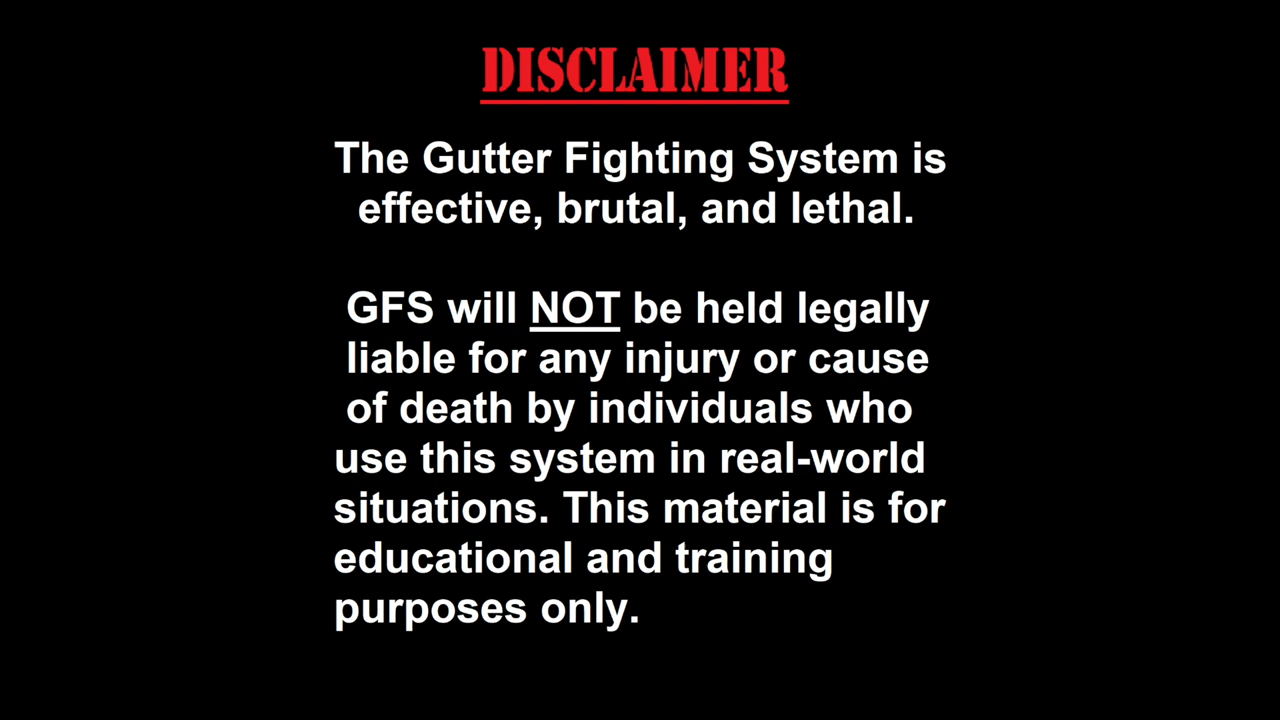 DISCLAIMER
The Gutter Fighting System is
effective, brutal, and lethal.
GFS will NOT be held legally
liable for any injury or cause
of death by individuals who
use this system in real-world
situations. This material is for
educational and training
purposes only.